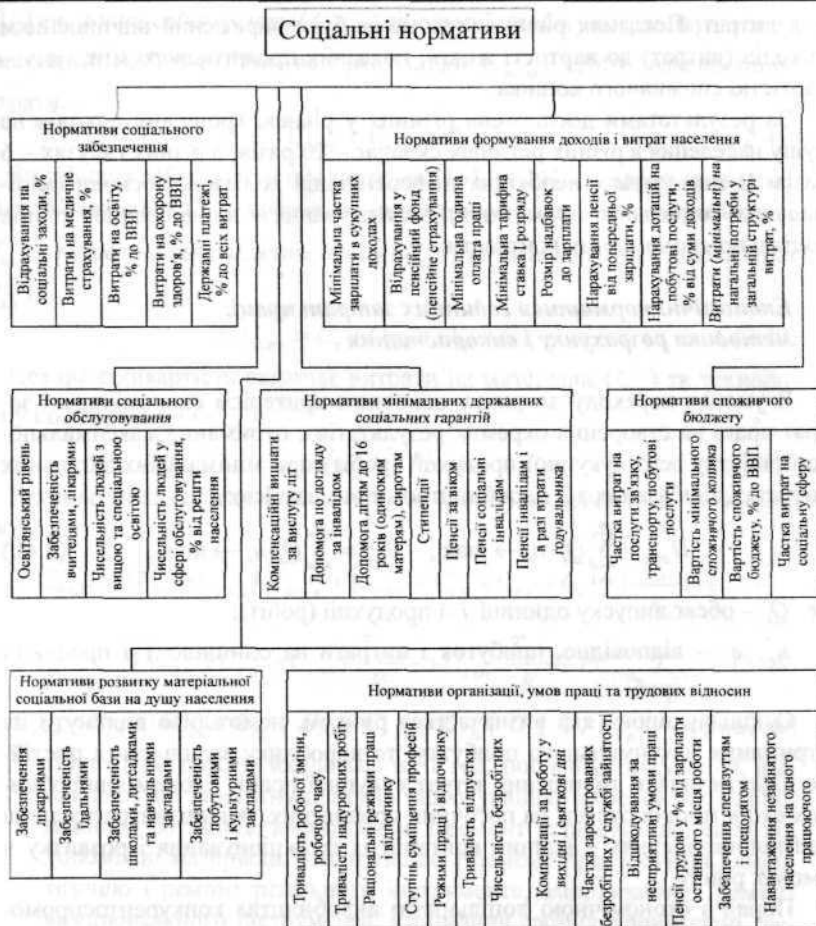 Соціальні нормативи
Нормативи соціального
забезпечення
Відрахування на
соціальні заходи, %
Витрати на медичне
страхування, %
Витрати на освіту,
% до ВВП
Витрати на охорону
здоров'я, % до ВВП
Державні платежі,
% до всіх витрат
Нормативи формування доходів і витрат населення
Мінімальна частка
зарплати в сукупних
доходах
Відрахування у
пенсійний фонд
(пенсійне страхування)
Мінімальна годинна
оплата праці
Мінімальна тарифна
ставка І розряду
Розмір надбавок
до зарплати
Нарахування пенсії
від попередньої
зарплати, %
Нарахування дотацій на
побутові послуги,
% від суми доходів
Витрати (мінімальні) на
нагальні потреби у
загальній структурі
витрат, %
Нормативи соціального
обслуговування
Освітянський рівень
Забезпеченість
вчителями, лікарями
Чисельність людей з
вищою та спеціальною
освітою
Чисельність людей у
сфері обслуговування,
% від решти
населення
Нормативи мінімальних державних
соціальних гарантій
Компенсаційні виплати
за вислугу літ
Допомога по догляду
за інвалідом
Допомога дітям до 16
років (одиноким
матерям), сиротам
Стипендії
Пенсії за віком
Пенсії соціальні
інвалідам
Пенсії інвалідам і
в разі втрати
годувальника
Нормативи споживчого
бюджету
Частка витрат на
послуги зв'язку,
транспорту, побутові
послуги
Вартість мінімального
споживчого кошика
Вартість споживчого
бюджету, % до ВВП
Частка витрат на
соціальну сферу
Нормативи розвитку матеріальної
соціальної бази на душу населення
Забезпечення
лікарнями
Забезпеченість
їдальнями
Забезпеченість
школами, дитсадками
та навчальними
закладами
Забезпеченість
побутовими
і культурними
закладами
Нормативи організації, умов праці та трудових відносин
Тривалість робочої зміни,
робочого часу
Тривалість надурочних робіт
Раціональні режими праці
і відпочинку
Ступінь суміщення професій
Режими праці і відпочинку
Тривалість відпустки
Чисельність безробітних
Компенсації за роботу у
вихідні і святкові дні
Частка зареєстрованих
безробітних у службі зайнятості
Відшкодування за
несприятливі умови праці
Пенсії трудові у % від зарплати
останнього місця роботи
Забезпечення спецвзуттям
і спецодягом
Навантаження незайнятого
населення на одного
працюючого